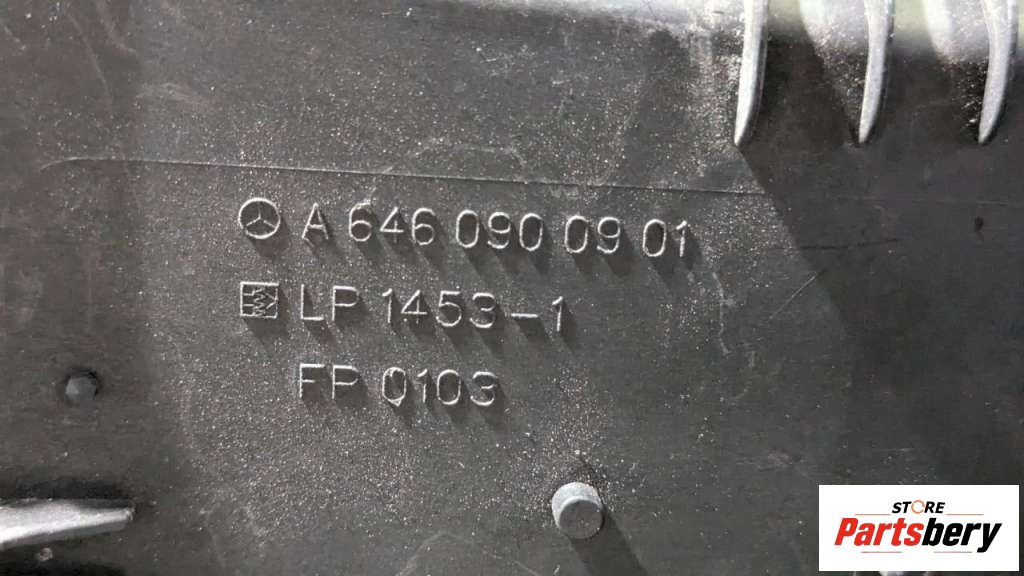 A 646 090 09 01
LP 1453-1
FP 0103
STORE
Partsbery